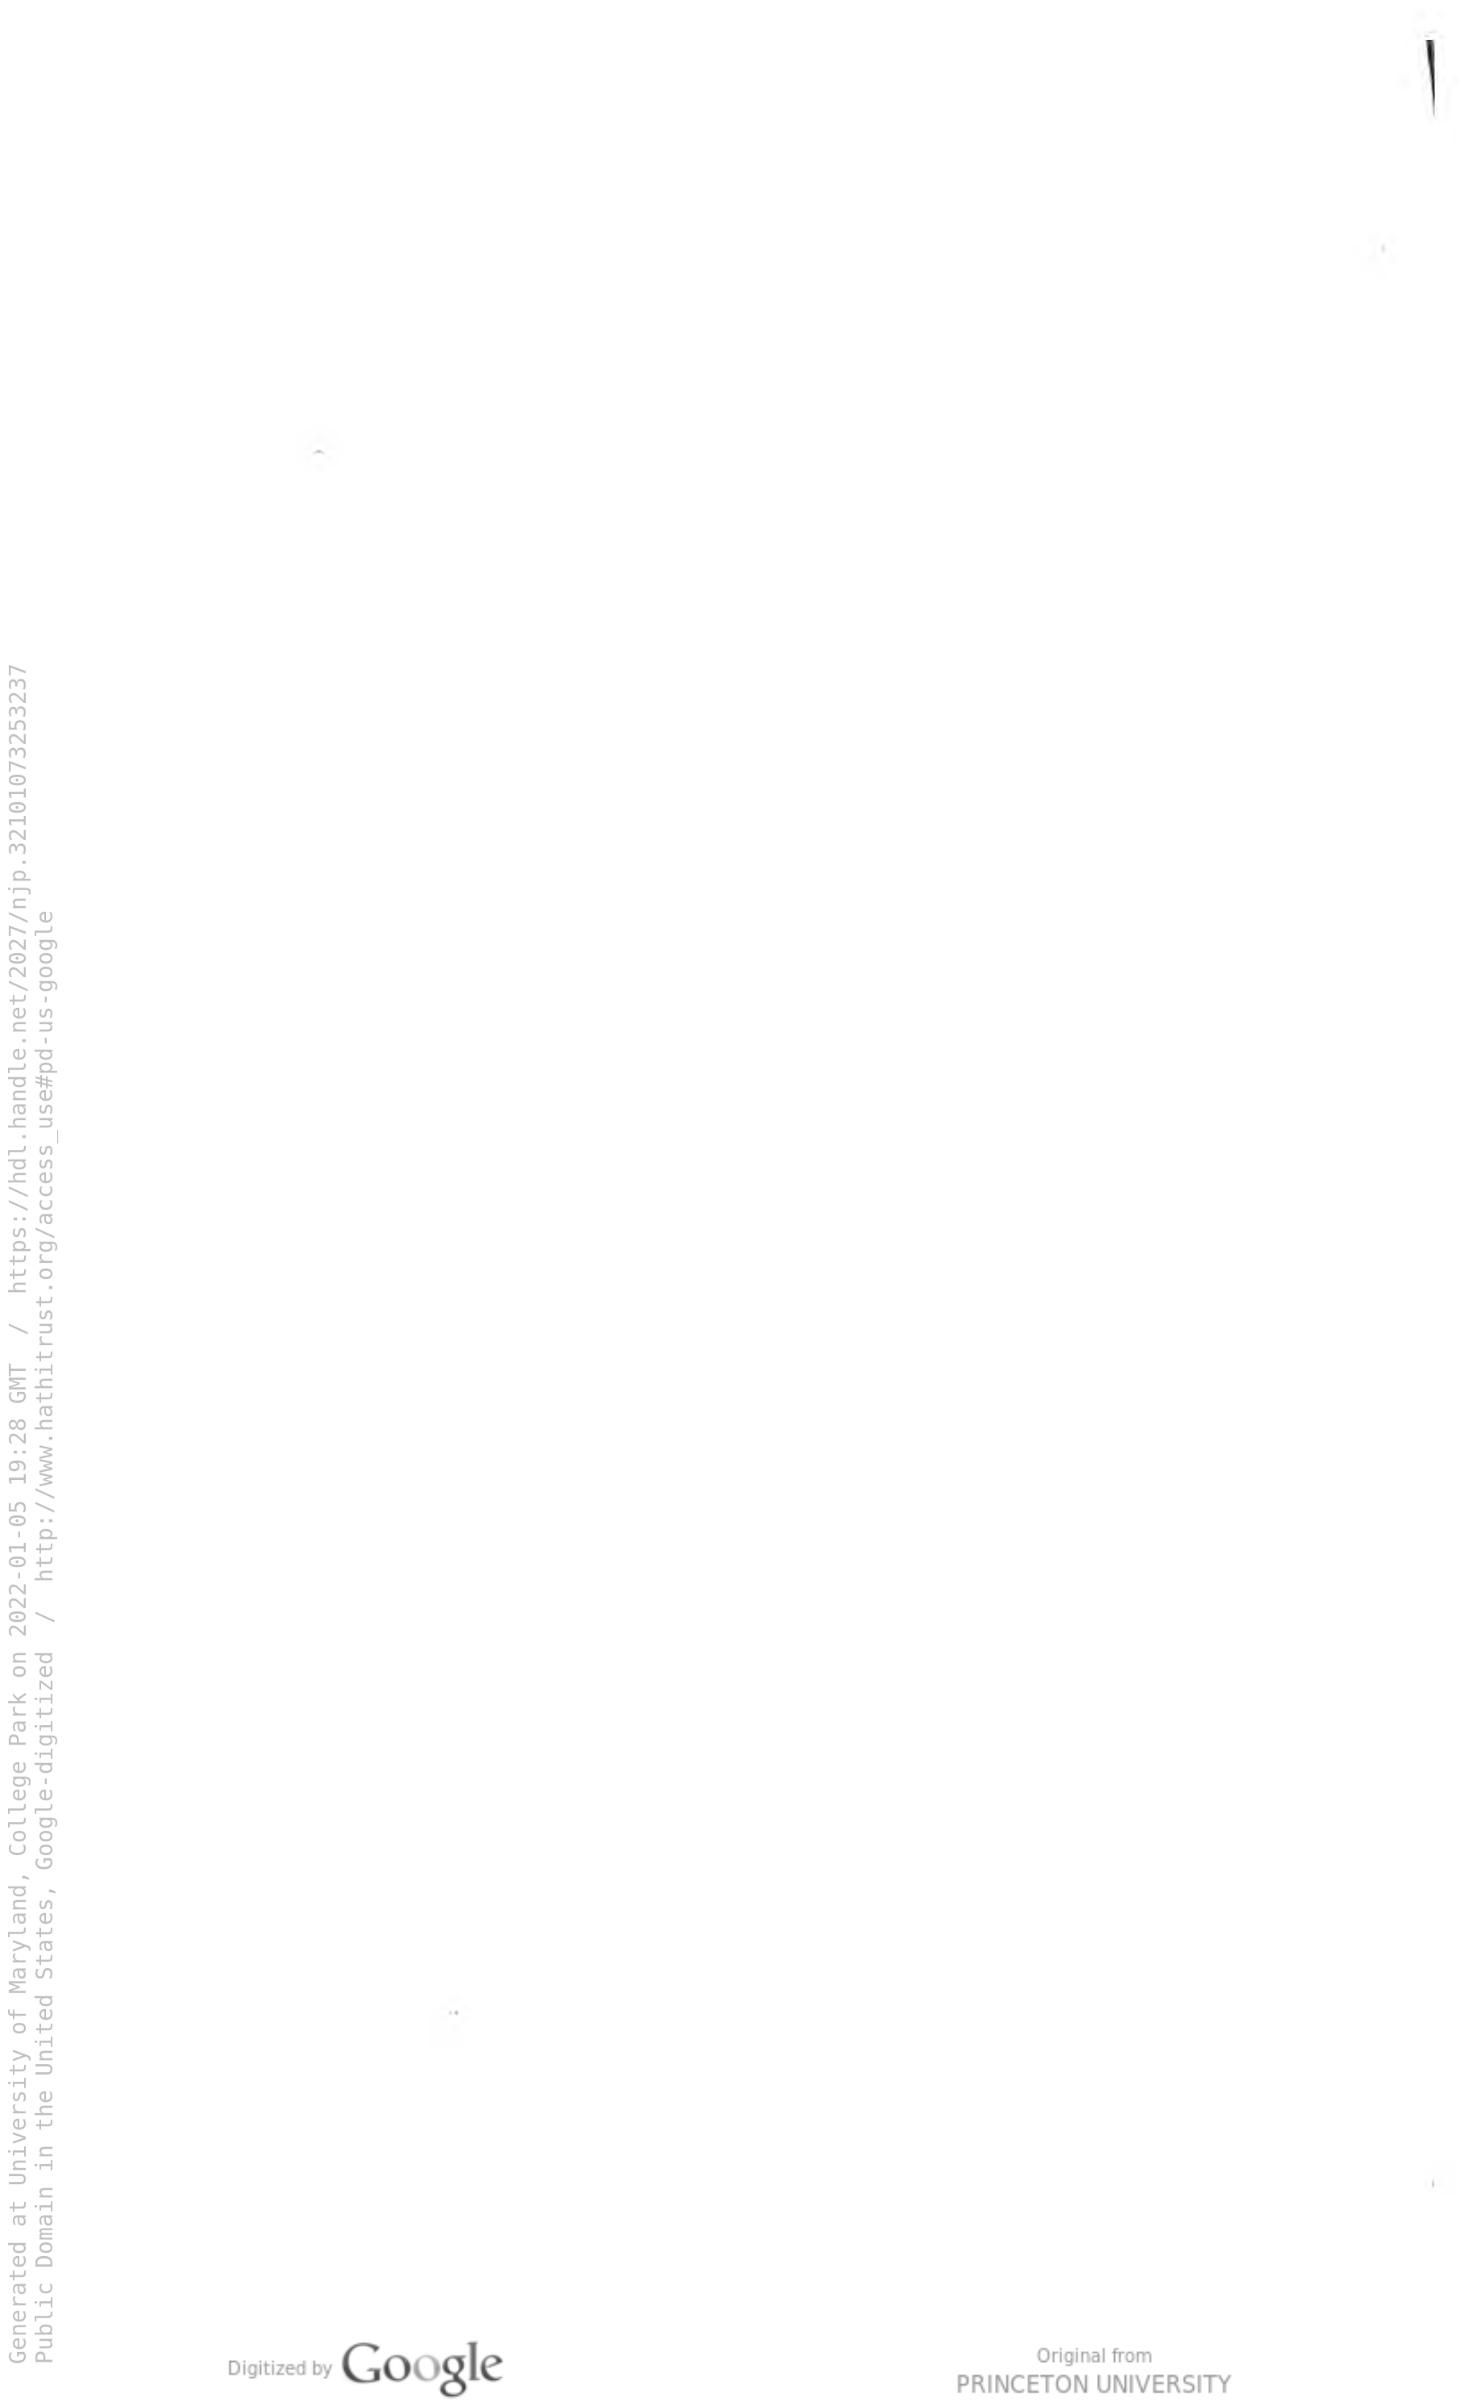 Generated at University of Maryland, College Park on 2022-01-05 19:28 GMT / https://hdl.handle.net/2027/njp.32101073253237
Public Domain in the United States, Google-digitized / http://www.hathitrust.org/access_use#pd-us-google
Digitized by Google
Original from
PRINCETON UNIVERSITY